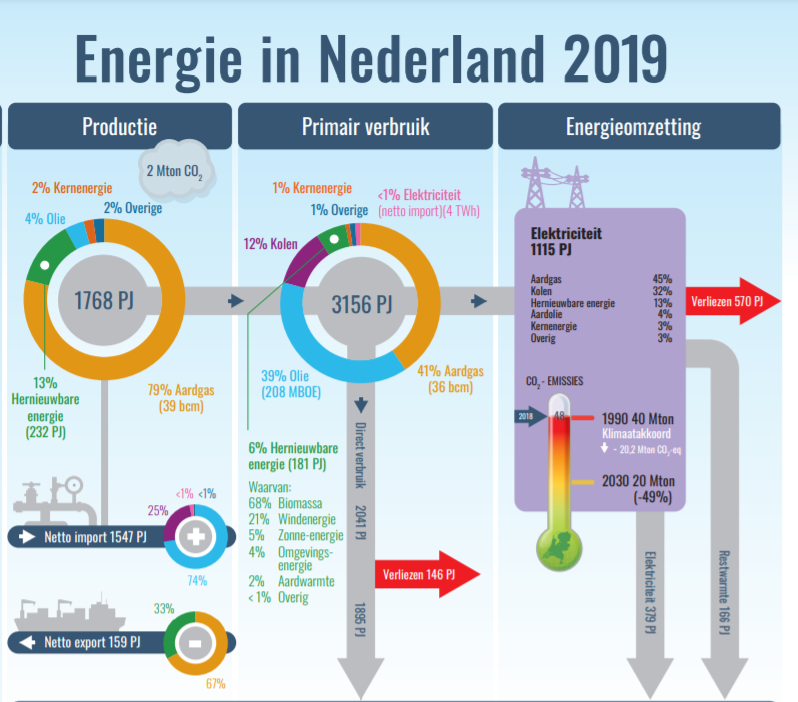 Energie in Nederland 2019
Productie
2 Mton CO₂
2% Kernenergie
2% Overige
4% Olie
1768 PJ
13%
Hernieuwbare
energie
(232 PJ)
79% Aardgas
(39 bcm)
<1% <1%
25%
Netto import 1547 PJ
74%
33%
Netto export 159 PJ
67%
Primair verbruik
1% Kernenergie
<1% Elektriciteit
(netto import)(4 TWh)
1% Overige
12% Kolen
3156 PJ
39% Olie
(208 MBOE)
41% Aardgas
(36 bcm)
6% Hernieuwbare
energie (181 PJ)
Waarvan:
68% Biomassa
21% Windenergie
5% Zonne-energie
4% Omgevings-
energie
2% Aardwarmte
< 1% Overig
Direct verbruik 2041 PJ
Verliezen 146 PJ
1895 PJ
Energieomzetting
Elektriciteit
1115 PJ
Aardgas 45%
Kolen 32%
Hernieuwbare energie 13%
Aardolie 4%
Kernenergie 3%
Overig 3%
Verliezen 570 PJ
CO₂ - EMISSIES
2018
48
1990 40 Mton
Klimaatakkoord
- 20,2 Mton CO₂-eq
2030 20 Mton
(-49%)
Elektriciteit 379 PJ
Restwarmte 166 PJ